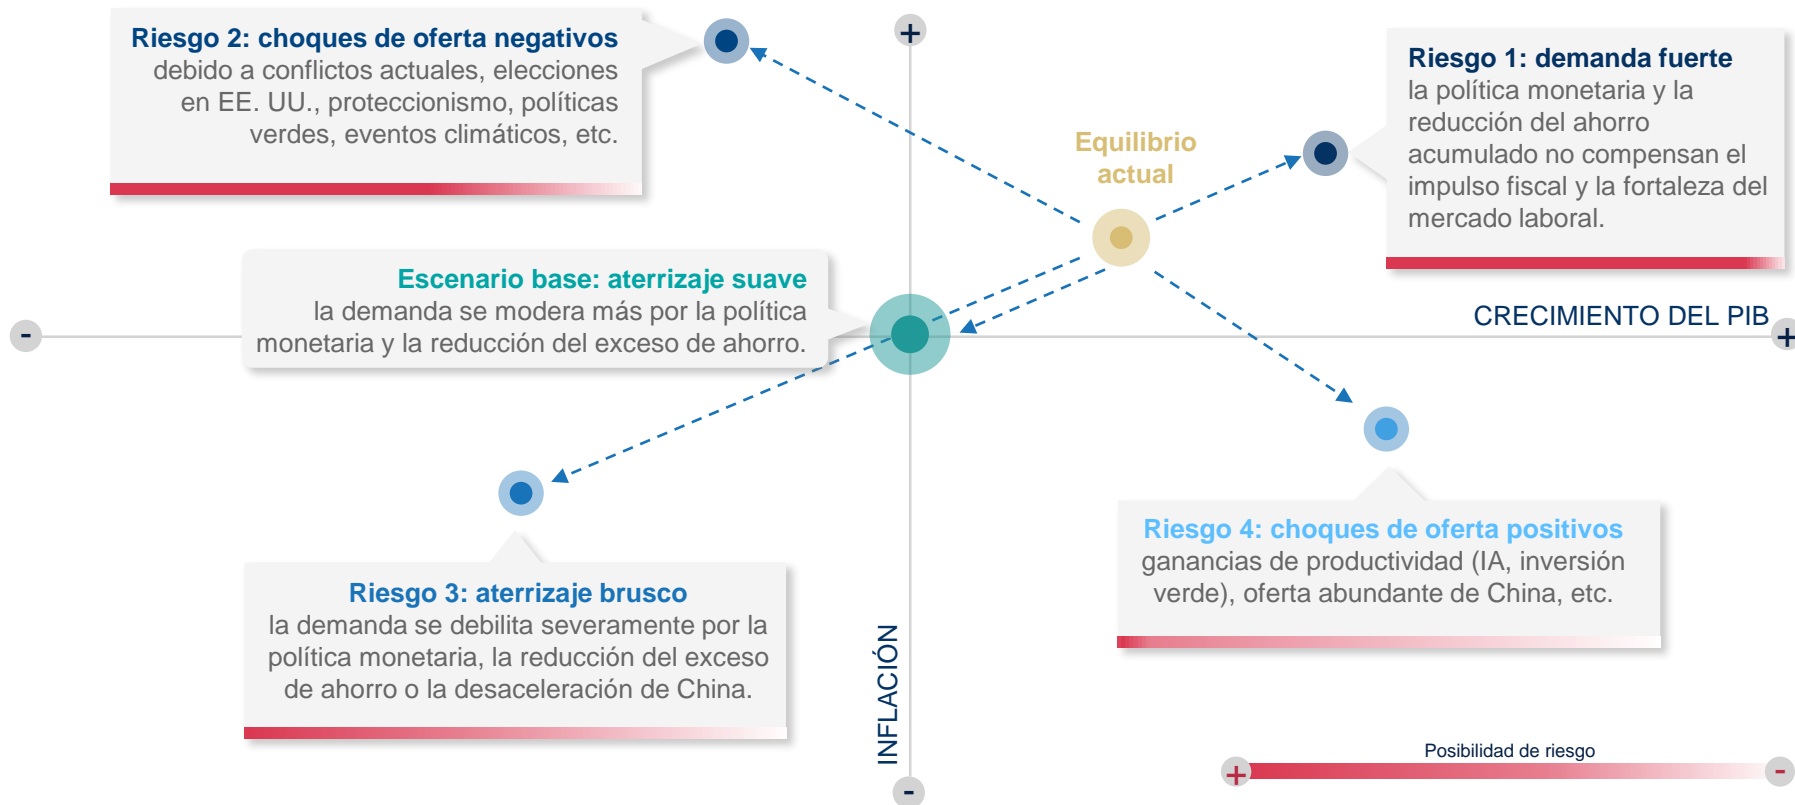 Riesgo 2: choques de oferta negativos
debido a conflictos actuales, elecciones
en EE. UU., proteccionismo, políticas
verdes, eventos climáticos, etc.
+
Riesgo 1: demanda fuerte
la política monetaria y la
reducción del ahorro
acumulado no compensan el
impulso fiscal y la fortaleza del
mercado laboral.
Equilibrio
actual
Escenario base: aterrizaje suave
la demanda se modera más por la política
monetaria y la reducción del exceso de ahorro.
-
CRECIMIENTO DEL PIB
+
Riesgo 3: aterrizaje brusco
la demanda se debilita severamente por la
política monetaria, la reducción del exceso
de ahorro o la desaceleración de China.
Riesgo 4: choques de oferta positivos
ganancias de productividad (IA, inversión
verde), oferta abundante de China, etc.
INFLACIÓN
-
Posibilidad de riesgo
+
-